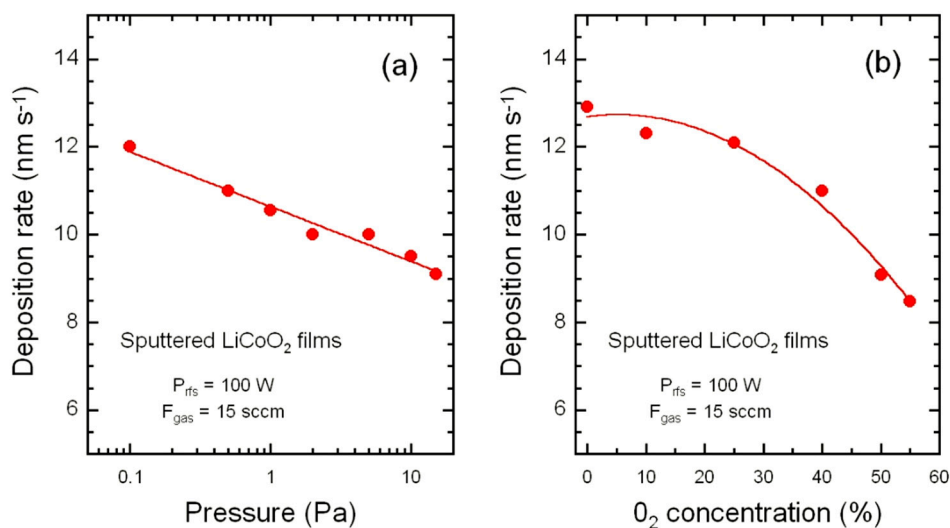 (a)
Deposition rate (nm s⁻¹)
14
12
10
8
6
Sputtered LiCoO₂ films
Pᵣfₛ = 100 W
F_gas = 15 sccm
0.1
1
10
Pressure (Pa)
(b)
Deposition rate (nm s⁻¹)
14
12
10
8
6
Sputtered LiCoO₂ films
Pᵣfₛ = 100 W
F_gas = 15 sccm
0 10 20 30 40 50 60
0₂ concentration (%)